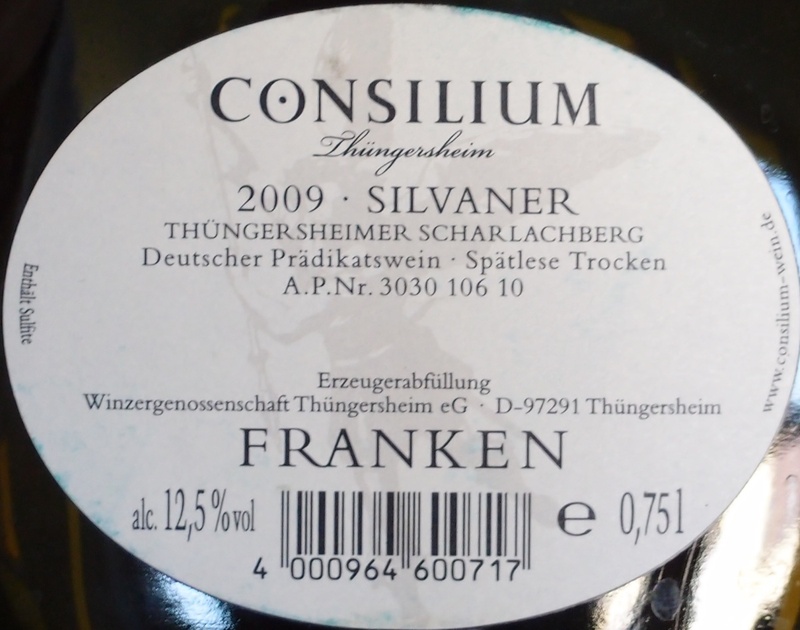 CONSILIUM
Thüngersheim
2009 · SILVANER
THÜNGERSHEIMER SCHARLACHBERG
Deutscher Prädikatswein · Spätlese Trocken
A.P.Nr. 3030 106 10
Enthält Sulfite
www.consilium-wein.de
Erzeugerabfüllung
Winzergenossenschaft Thüngersheim eG · D-97291 Thüngersheim
FRANKEN
alc. 12,5 % vol
4 000964 600717
e 0,75 l